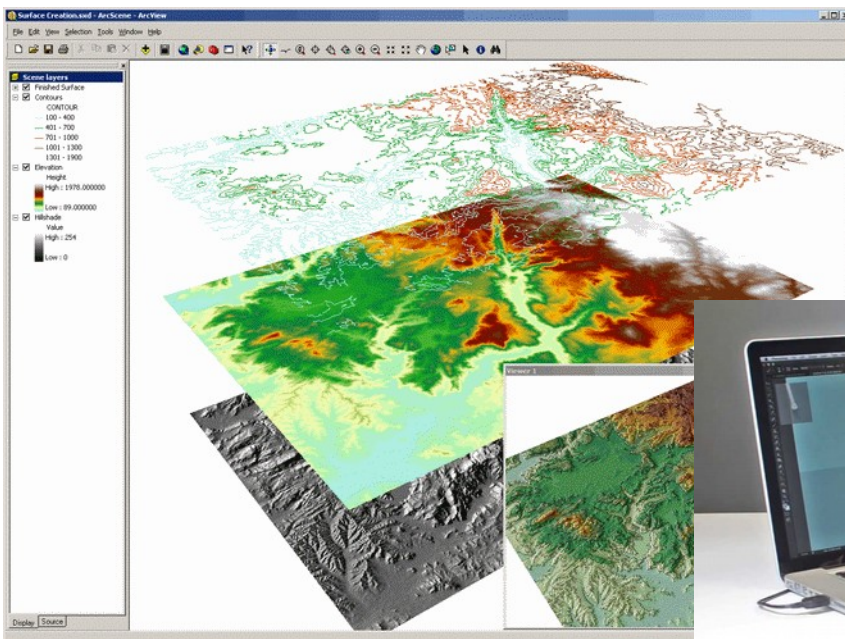 Surface Creation.sxd - ArcScene - ArcView
File Edit View Selection Tools Window Help
Scene layers
Finished Surface
Contours
CONTOUR
100 - 400
401 - 700
701 - 1000
1001 - 1300
1301 - 1900
Elevation
Height
High : 1978.000000
Low : 89.000000
Hillshade
Value
High : 254
Low : 0
Viewer 1
Display Source